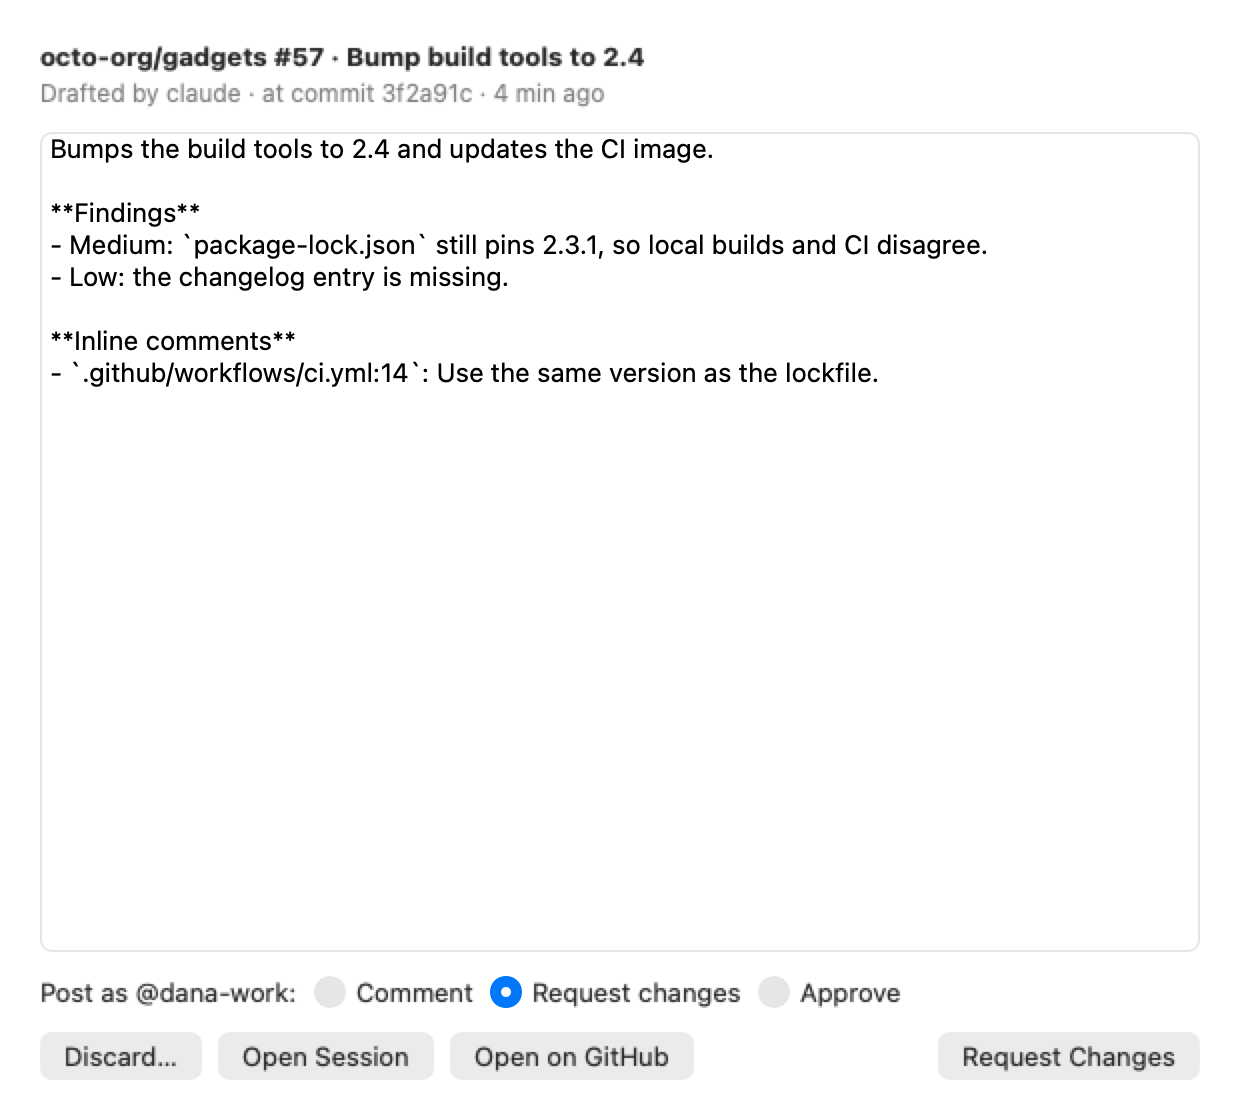 octo-org/gadgets #57 · Bump build tools to 2.4
Drafted by claude · at commit 3f2a91c · 4 min ago
Bumps the build tools to 2.4 and updates the CI image.
**Findings**
- Medium: `package-lock.json` still pins 2.3.1, so local builds and CI disagree.
- Low: the changelog entry is missing.
**Inline comments**
- `.github/workflows/ci.yml:14`: Use the same version as the lockfile.
Post as @dana-work: Comment Request changes Approve
Discard... Open Session Open on GitHub Request Changes